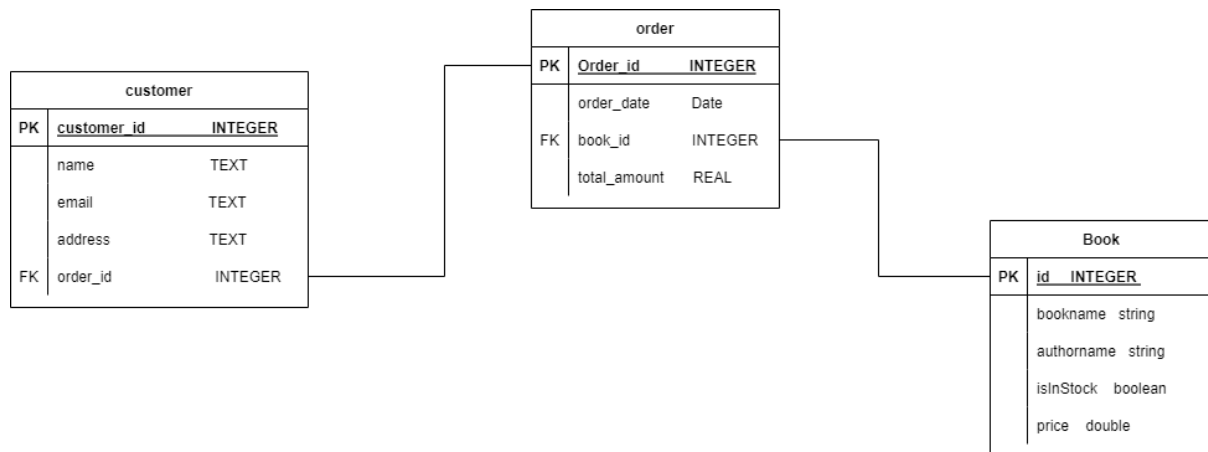 customer
PK customer_id INTEGER
name TEXT
email TEXT
address TEXT
FK order_id INTEGER
order
PK Order_id INTEGER
order_date Date
FK book_id INTEGER
total_amount REAL
Book
PK id INTEGER
bookname string
authorname string
isInStock boolean
price double